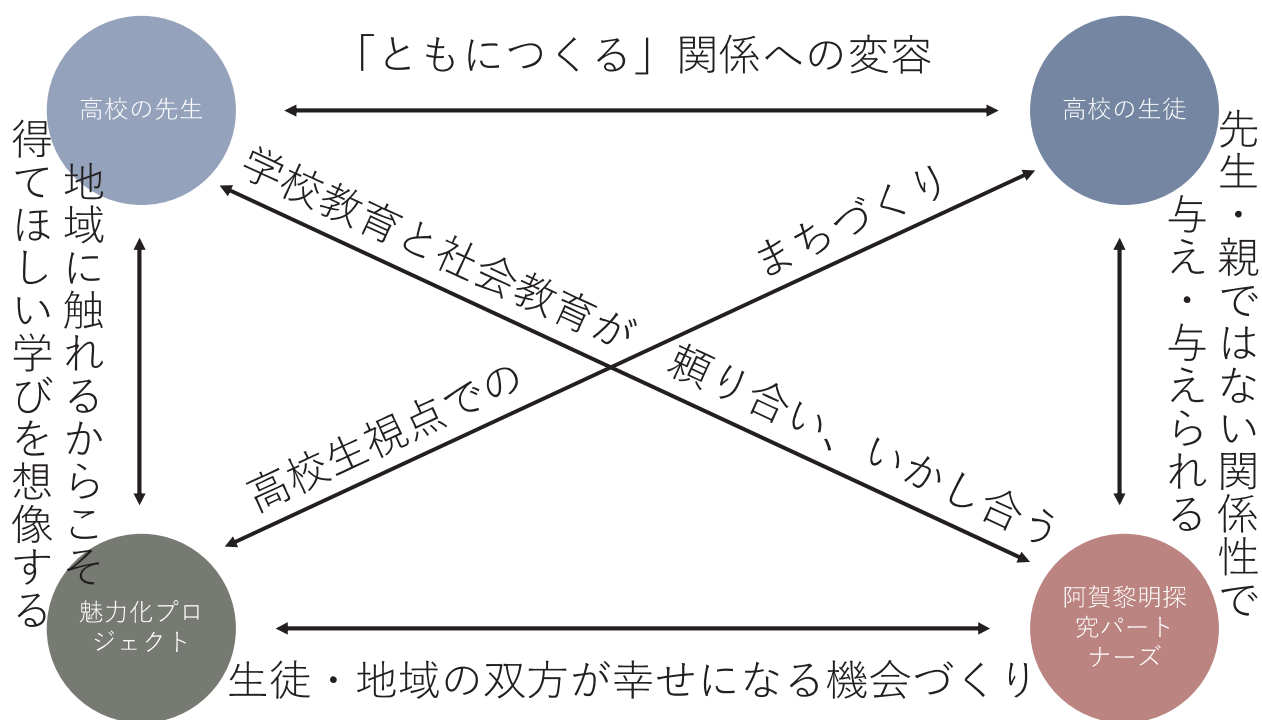 「ともにつくる」関係への変容
高校の先生
高校の生徒
地域に触れるからこそ
得てほしい学びを想像する
学校教育と社会教育が 頼り合い、いかし合う
高校生視点での まちづくり
先生・親ではない関係性で
与え・与えられる
魅力化プロ
ジェクト
阿賀黎明探
究パート
ナーズ
生徒・地域の双方が幸せになる機会づくり